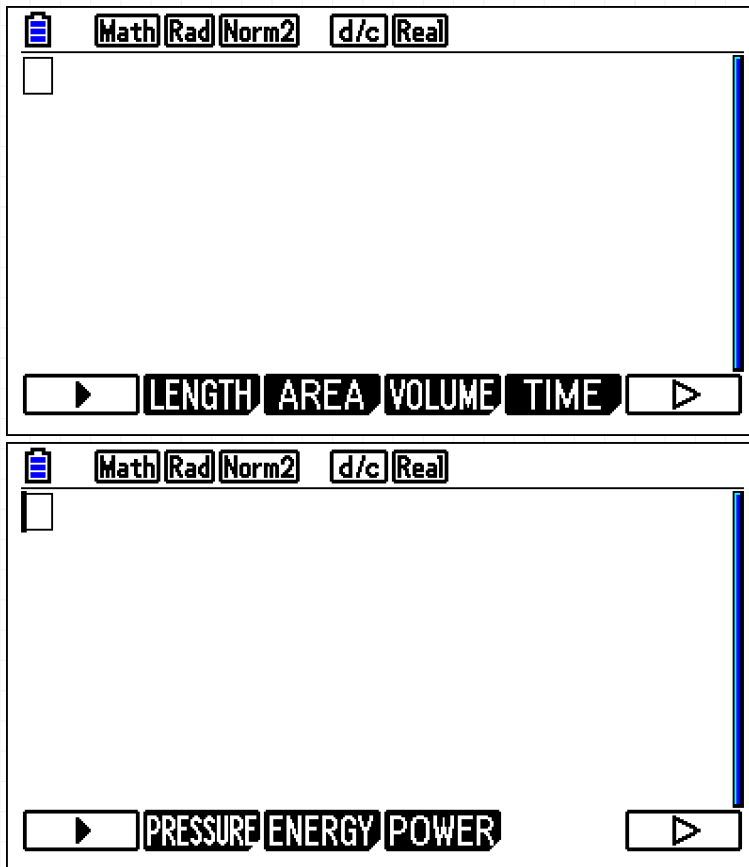 Math Rad Norm2 d/c Real
LENGTH AREA VOLUME TIME
Math Rad Norm2 d/c Real
PRESSURE ENERGY POWER